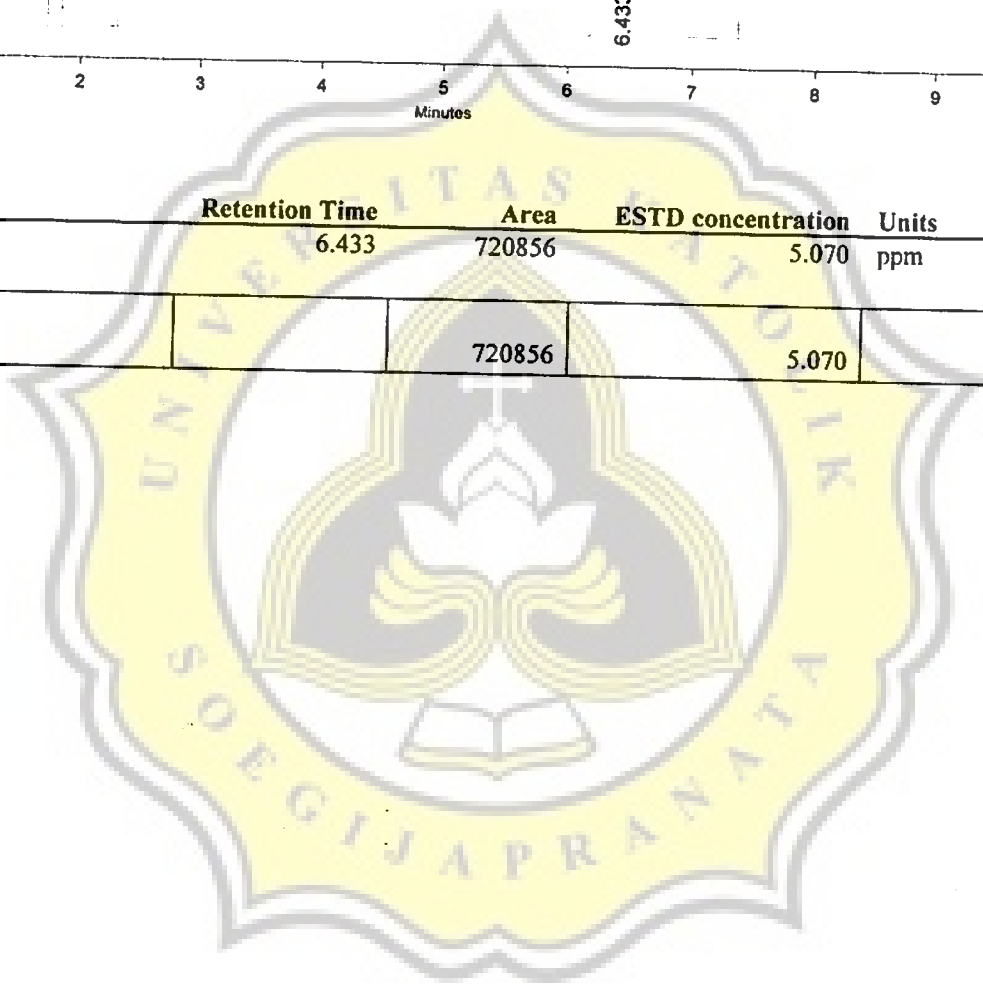 6.433
2 3 4 5 6 7 8 9
Minutes
Retention Time Area ESTD concentration Units
6.433 720856 5.070 ppm
720856 5.070
UNIVERSITAS KATOLIK
SOEGIJAPRANATA